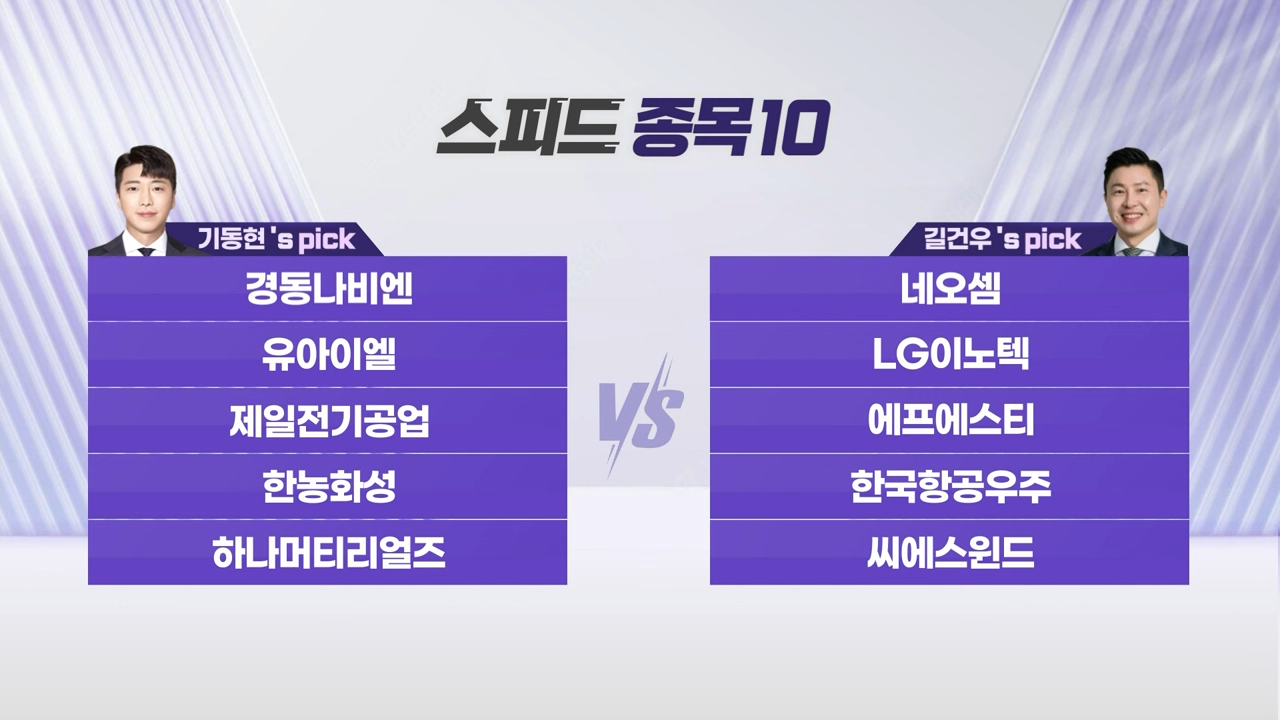 스피드 종목10
기동현 's pick
경동나비엔
유아이엘
제일전기공업
한농화성
하나머티리얼즈
VS
길건우 's pick
네오셈
LG이노텍
에프에스티
한국항공우주
씨에스윈드